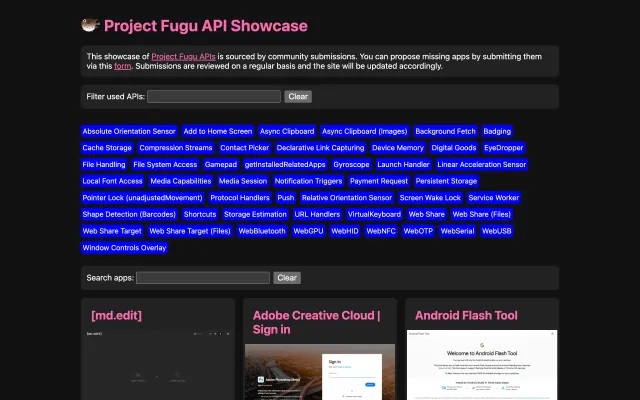 Project Fugu API Showcase
This showcase of Project Fugu APIs is sourced by community submissions. You can propose missing apps by submitting them
via this form. Submissions are reviewed on a regular basis and the site will be updated accordingly.
Filter used APIs: Clear
Absolute Orientation Sensor Add to Home Screen Async Clipboard Async Clipboard (Images) Background Fetch Badging
Cache Storage Compression Streams Contact Picker Declarative Link Capturing Device Memory Digital Goods EyeDropper
File Handling File System Access Gamepad getInstalledRelatedApps Gyroscope Launch Handler Linear Acceleration Sensor
Local Font Access Media Capabilities Media Session Notification Triggers Payment Request Persistent Storage
Pointer Lock (unadjustedMovement) Protocol Handlers Push Relative Orientation Sensor Screen Wake Lock Service Worker
Shape Detection (Barcodes) Shortcuts Storage Estimation URL Handlers VirtualKeyboard Web Share Web Share (Files)
Web Share Target Web Share Target (Files) WebBluetooth WebGPU WebHID WebNFC WebOTP WebSerial WebUSB
Window Controls Overlay
Search apps: Clear
[md.edit]
Adobe Creative Cloud |
Sign in
Android Flash Tool
Sign in
Android Flash Tool
Welcome to Android Flash Tool